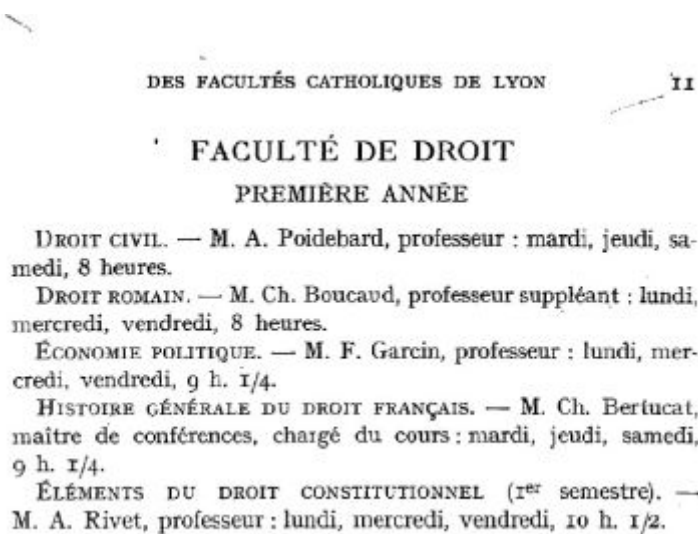 DES FACULTÉS CATHOLIQUES DE LYON 11
FACULTÉ DE DROIT
PREMIÈRE ANNÉE
DROIT CIVIL. — M. A. Poidebard, professeur : mardi, jeudi, sa-
medi, 8 heures.
DROIT ROMAIN. — M. Ch. Boucaud, professeur suppléant : lundi,
mercredi, vendredi, 8 heures.
ÉCONOMIE POLITIQUE. — M. F. Garcin, professeur : lundi, mer-
credi, vendredi, 9 h. 1/4.
HISTOIRE GÉNÉRALE DU DROIT FRANÇAIS. — M. Ch. Bertucat,
maître de conférences, chargé du cours : mardi, jeudi, samedi,
9 h. 1/4.
ÉLÉMENTS DU DROIT CONSTITUTIONNEL (1er semestre). —
M. A. Rivet, professeur : lundi, mercredi, vendredi, 10 h. 1/2.